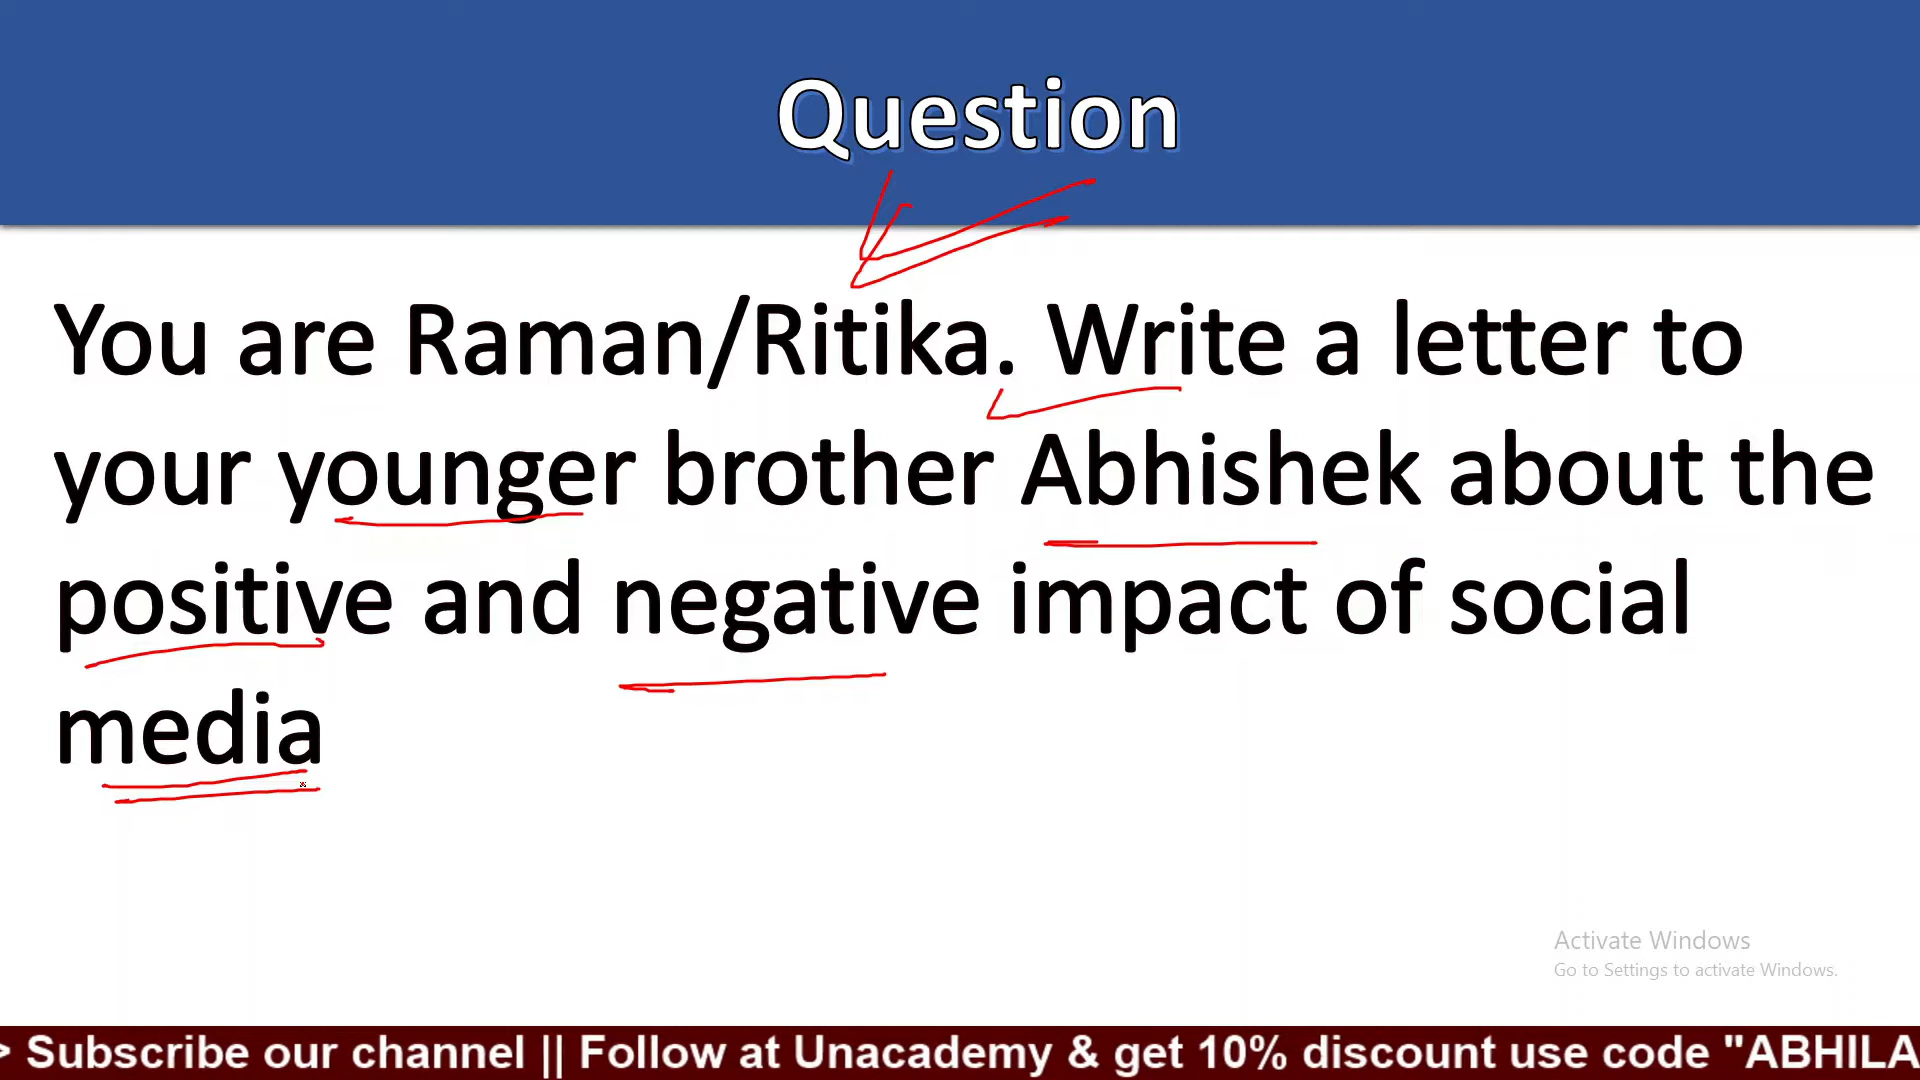 Question
You are Raman/Ritika. Write a letter to
your younger brother Abhishek about the
positive and negative impact of social
media
Activate Windows
Go to Settings to activate Windows.
> Subscribe our channel || Follow at Unacademy & get 10% discount use code "ABHILA